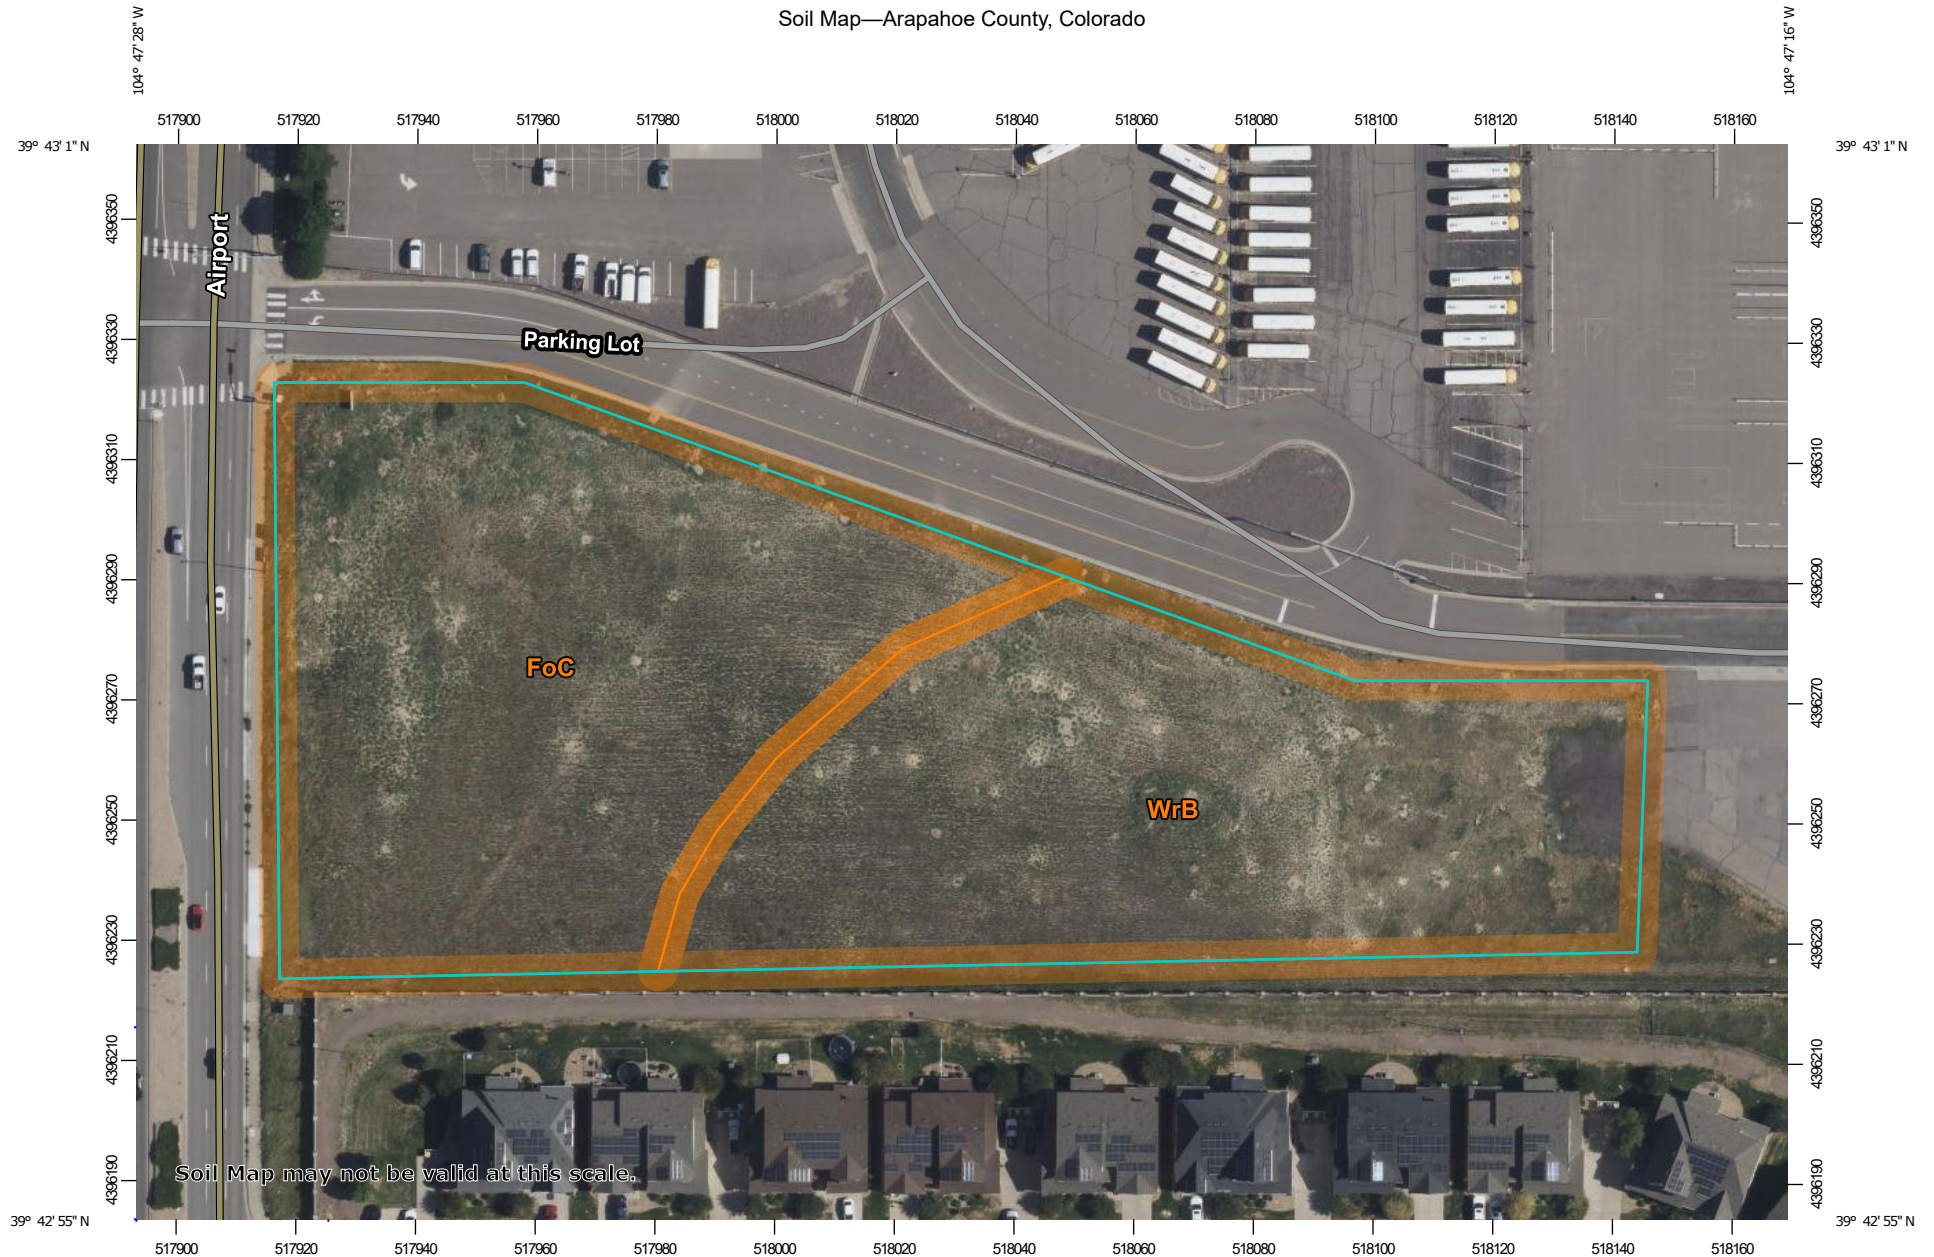 Soil Map—Arapahoe County, Colorado
104° 47' 28" W
104° 47' 16" W
517900 517920 517940 517960 517980 518000 518020 518040 518060 518080 518100 518120 518140 518160
39° 43' 1" N
39° 43' 1" N
4396350
4396350
Airport
4396330
Parking Lot
4396330
4396310
4396310
4396290
4396290
FoC
4396270
4396270
WrB
4396250
4396250
4396230
4396230
4396210
4396210
4396190
Soil Map may not be valid at this scale.
4396190
39° 42' 55" N
39° 42' 55" N
517900 517920 517940 517960 517980 518000 518020 518040 518060 518080 518100 518120 518140 518160